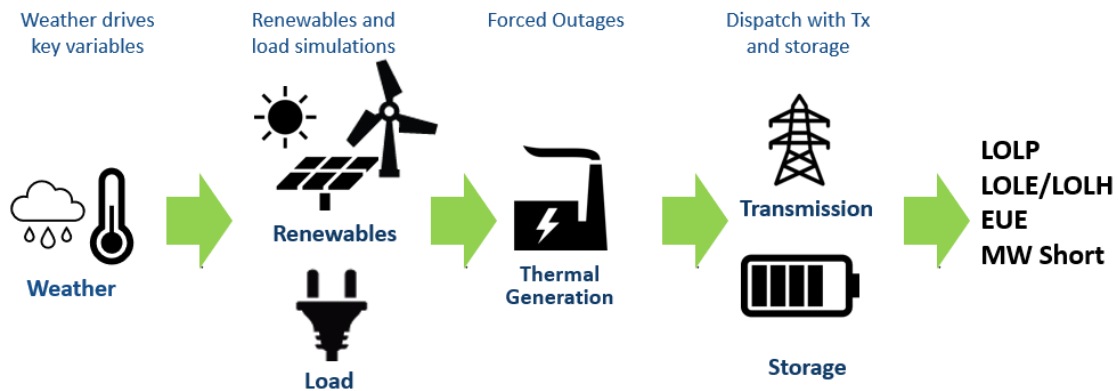 Weather drives
key variables
Renewables and
load simulations
Forced Outages
Dispatch with Tx
and storage
Weather
Renewables
Load
Thermal
Generation
Transmission
Storage
LOLP
LOLE/LOLH
EUE
MW Short